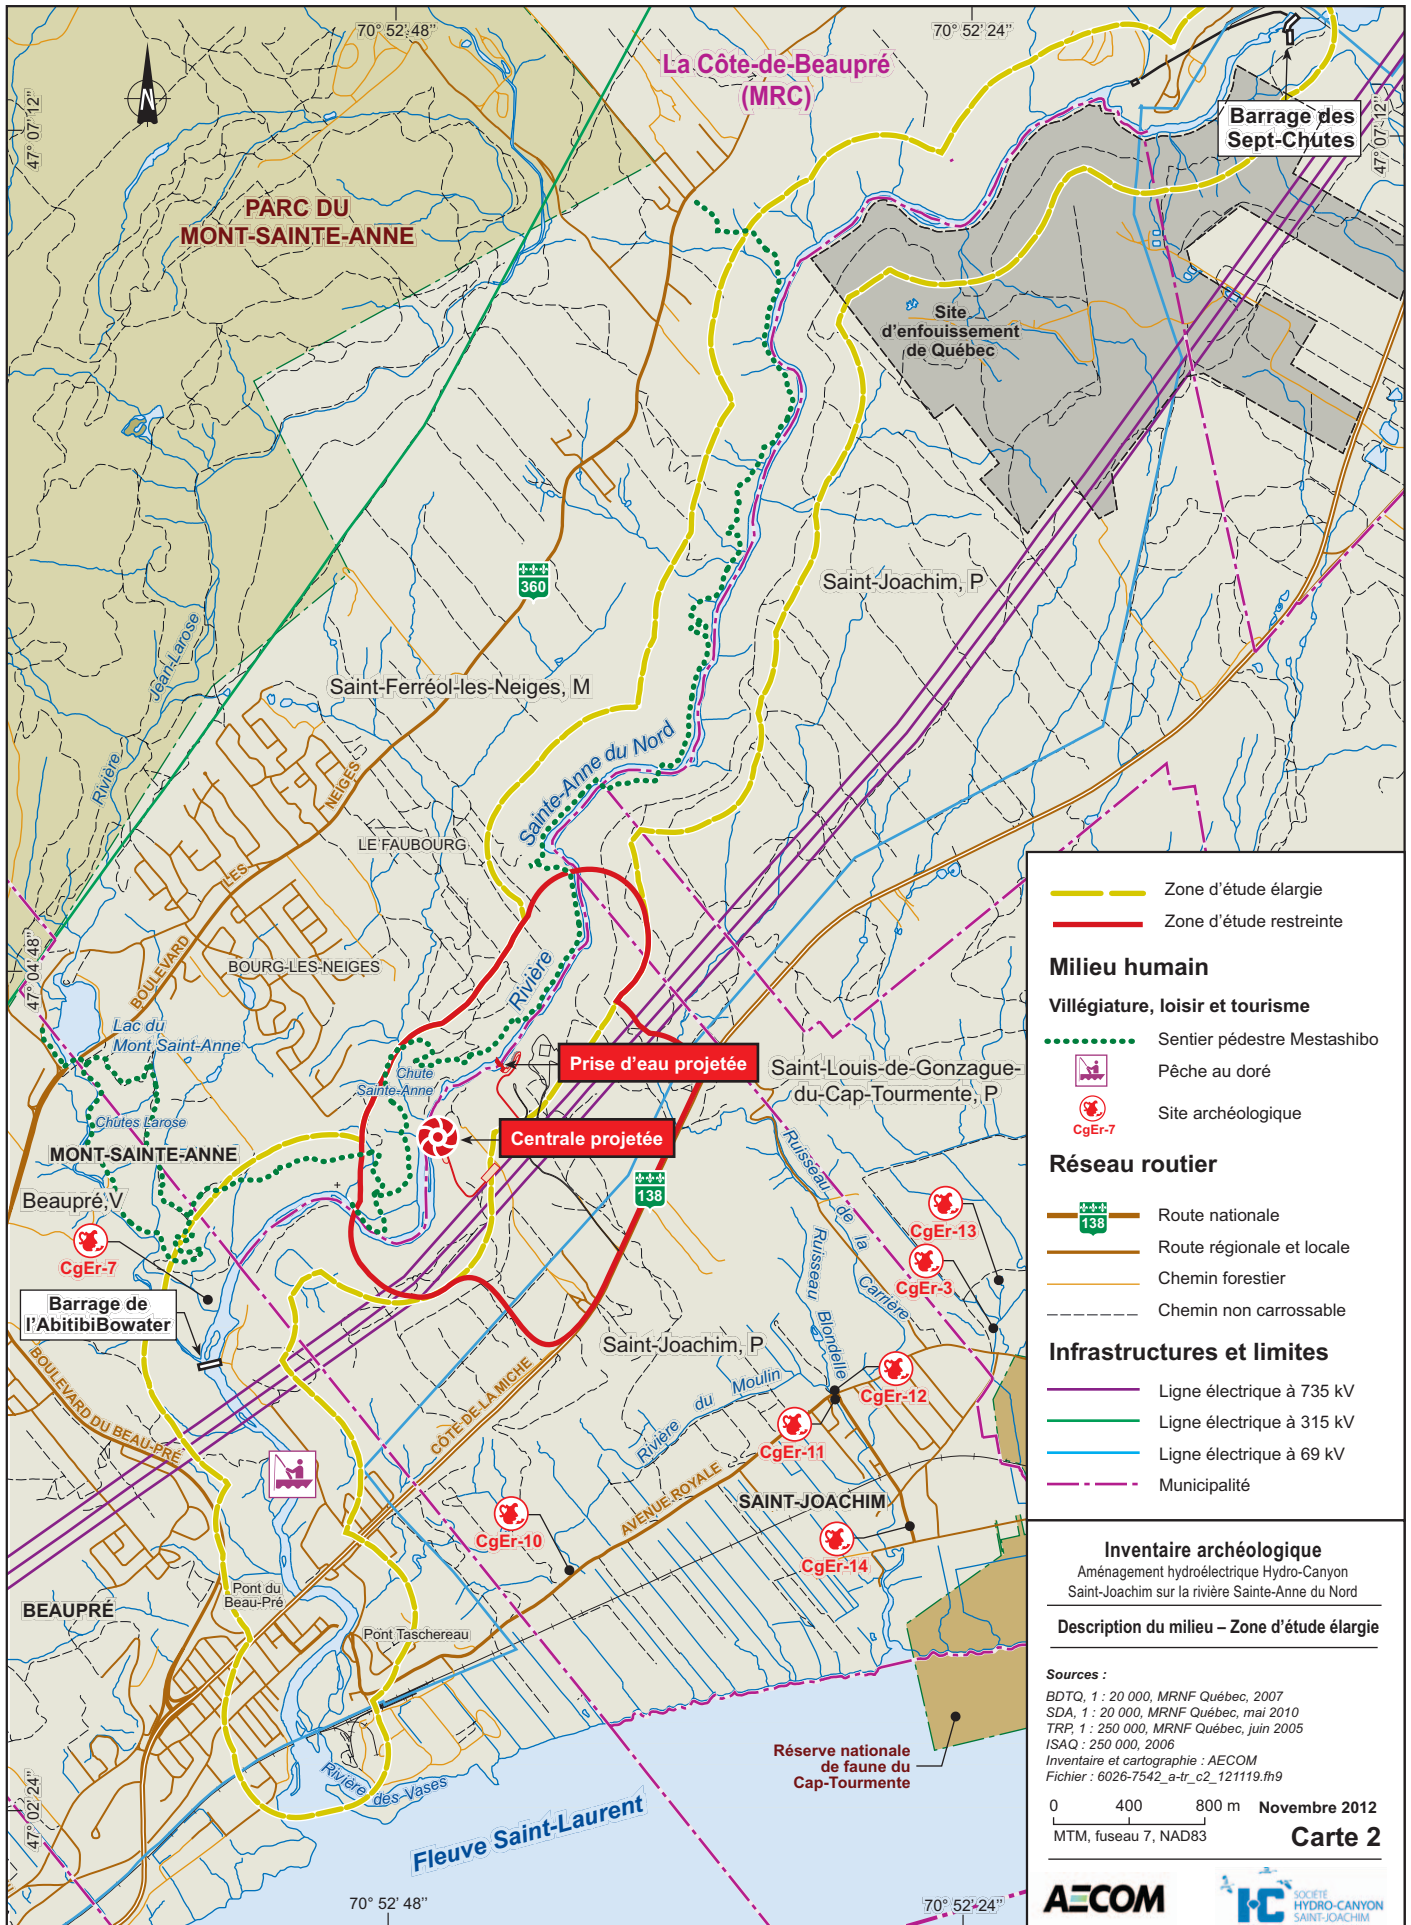 70° 52' 48"
70° 52' 24"
La Côte-de-Beaupré
(MRC)
N
47° 07' 12"
47° 07' 12"
Barrage des
Sept-Chutes
PARC DU
MONT-SAINTE-ANNE
Site
d'enfouissement
de Québec
360
Saint-Joachim, P
Rivière Jean-Larose
Saint-Ferréol-les-Neiges, M
Sainte-Anne du Nord
BOULEVARD LES NEIGES
LE FAUBOURG
BOURG-LES-NEIGES
47° 04' 48"
Rivière
Lac du
Mont Saint-Anne
Chute
Sainte-Anne
Prise d'eau projetée
Saint-Louis-de-Gonzague-
du-Cap-Tourmente, P
Chutes Larose
MONT-SAINTE-ANNE
Centrale projetée
138
Beaupré, V
CgEr-7
Ruisseau de la Carrière
Ruisseau Blondelle
CgEr-13
CgEr-3
Barrage de
l'AbitibiBowater
Saint-Joachim, P
BOULEVARD DU BEAU-PRÉ
CÔTE DE LA MICHE
Rivière du Moulin
CgEr-12
CgEr-11
AVENUE ROYALE
SAINT-JOACHIM
CgEr-10
CgEr-14
BEAUPRÉ
Pont du
Beau-Pré
Pont Taschereau
Réserve nationale
de faune du
Cap-Tourmente
Rivière des Vases
Fleuve Saint-Laurent
47° 02' 24"
70° 52' 48"
70° 52' 24"
Zone d'étude élargie
Zone d'étude restreinte
Milieu humain
Villégiature, loisir et tourisme
Sentier pédestre Mestashibo
Pêche au doré
Site archéologique
CgEr-7
Réseau routier
138
Route nationale
Route régionale et locale
Chemin forestier
Chemin non carrossable
Infrastructures et limites
Ligne électrique à 735 kV
Ligne électrique à 315 kV
Ligne électrique à 69 kV
Municipalité
Inventaire archéologique
Aménagement hydroélectrique Hydro-Canyon
Saint-Joachim sur la rivière Sainte-Anne du Nord
Description du milieu – Zone d'étude élargie
Sources :
BDTQ, 1 : 20 000, MRNF Québec, 2007
SDA, 1 : 20 000, MRNF Québec, mai 2010
TRP, 1 : 250 000, MRNF Québec, juin 2005
ISAQ : 250 000, 2006
Inventaire et cartographie : AECOM
Fichier : 6026-7542_a-tr_c2_121119.fh9
0 400 800 m
Novembre 2012
MTM, fuseau 7, NAD83
Carte 2
AECOM
HC
SOCIÉTÉ
HYDRO-CANYON
SAINT-JOACHIM